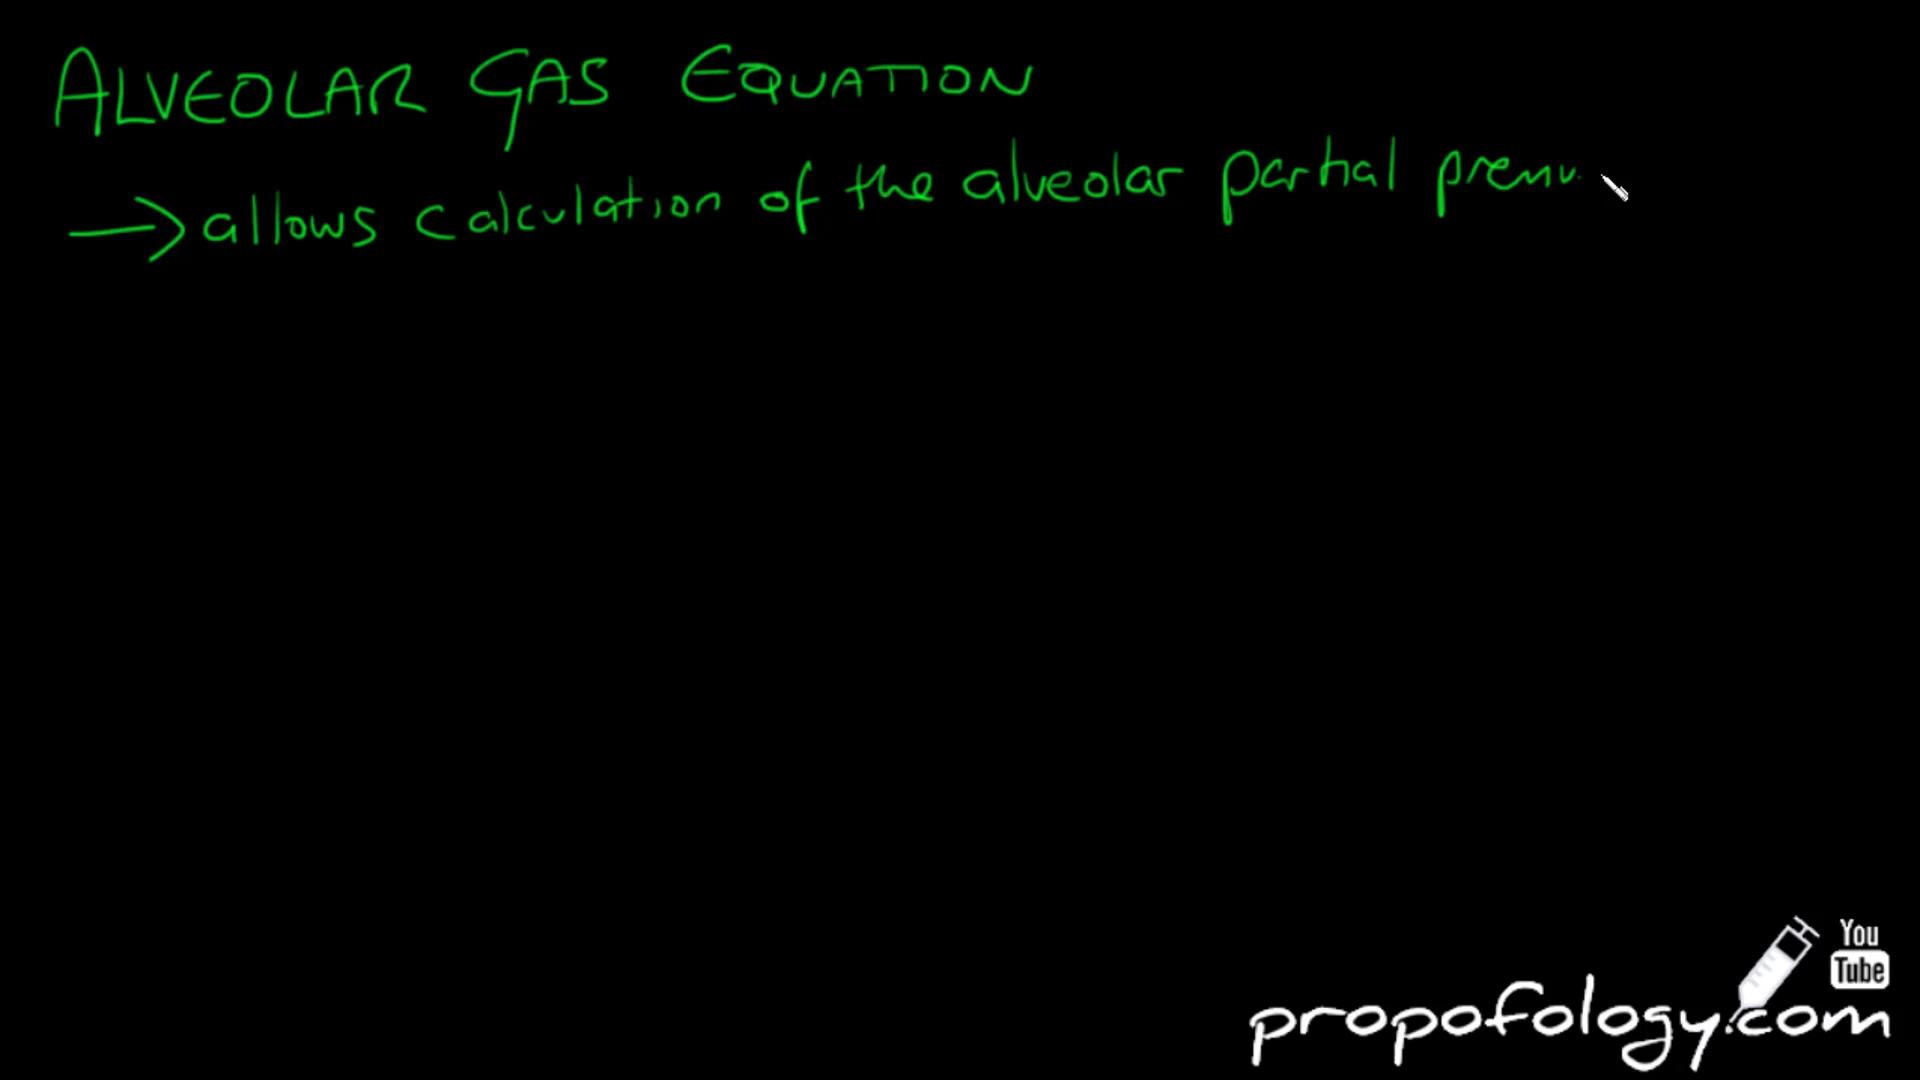 ALVEOLAR GAS EQUATION
→ allows calculation of the alveolar partial
You
Tube
propofology.com